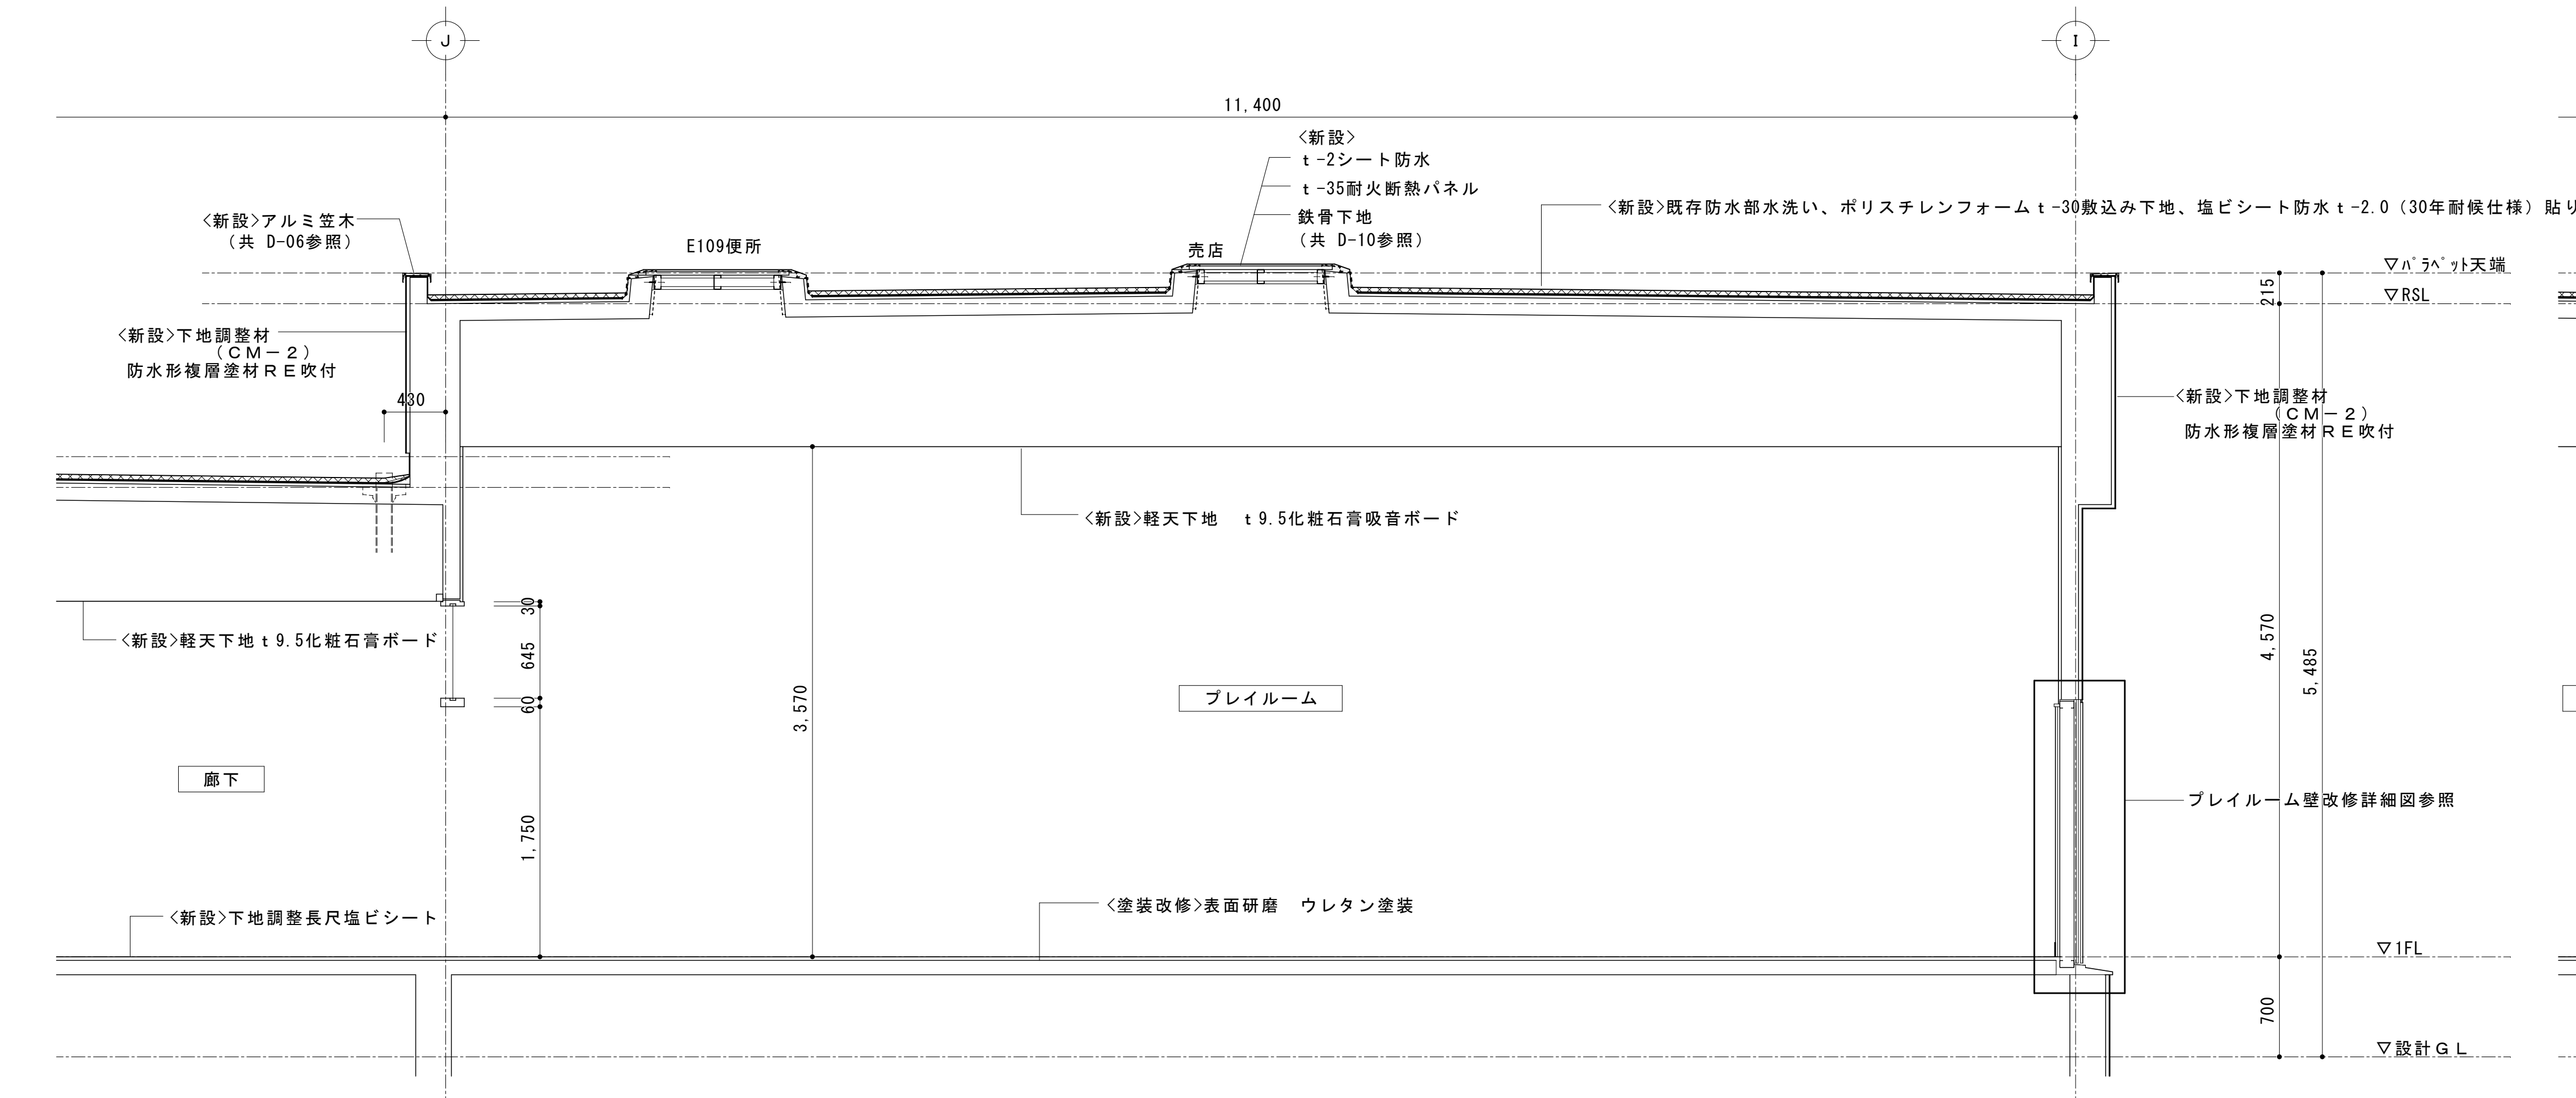 J
I
11,400
<新設>
t-2シート防水
t-35耐火断熱パネル
鉄骨下地
(共 D-10参照)
<新設>アルミ笠木
(共 D-06参照)
E109便所
売店
<新設>既存防水部水洗い、ポリスチレンフォームt-30敷込み下地、塩ビシート防水t-2.0(30年耐候仕様)貼り
▽ﾊﾟﾗﾍﾟｯﾄ天端
215
▽RSL
<新設>下地調整材
(CM-2)
防水形複層塗材RE吹付
430
<新設>下地調整材
(CM-2)
防水形複層塗材RE吹付
<新設>軽天下地 t9.5化粧石膏吸音ボード
30
<新設>軽天下地t9.5化粧石膏ボード
645
60
3,570
プレイルーム
4,570
5,485
廊下
プレイルーム壁改修詳細図参照
1,750
<新設>下地調整長尺塩ビシート
<塗装改修>表面研磨 ウレタン塗装
▽1FL
700
▽設計GL